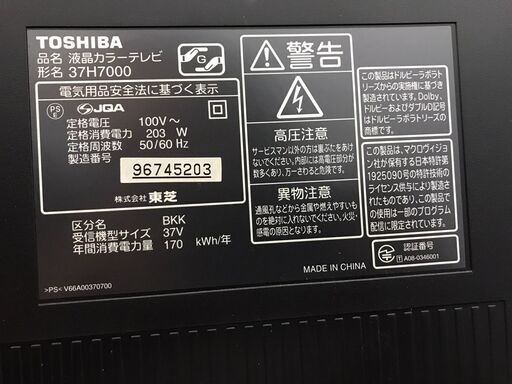 TOSHIBA
品名 液晶カラーテレビ
形名 37H7000
G
電気用品安全法に基づく表示
PS
E
JQA
定格電圧 100V～
定格消費電力 203 W
定格周波数 50/60 Hz
製造番号
96745203
株式会社 東芝
区分名 BKK
受信機型サイズ 37V
年間消費電力量 170 kWh/年
>PS< V66A00370700
警告
高圧注意
サービスマン以外の方は裏ぶたをあけ
ないでください。内部には高電圧部分が
数多くあり、万一さわると危険です。
異物注意
通風孔などから金属や燃えやすいもの
を絶対に入れないでください。火災・
感電の原因となります。
MADE IN CHINA
この製品はドルビーラボラト
リーズからの実施権に基づき
製造されています。Dolby、
ドルビー及びダブルD記号
はドルビーラボラトリーズの
商標です。
この製品は、マクロヴィジョ
ン会社が保有する日本特許第
1925090号の特許技術の
ライセンス供与により
製造されています。この技術
の使用は一部のプログラム
配信に限定されています。
認証番号
T A08-0346001